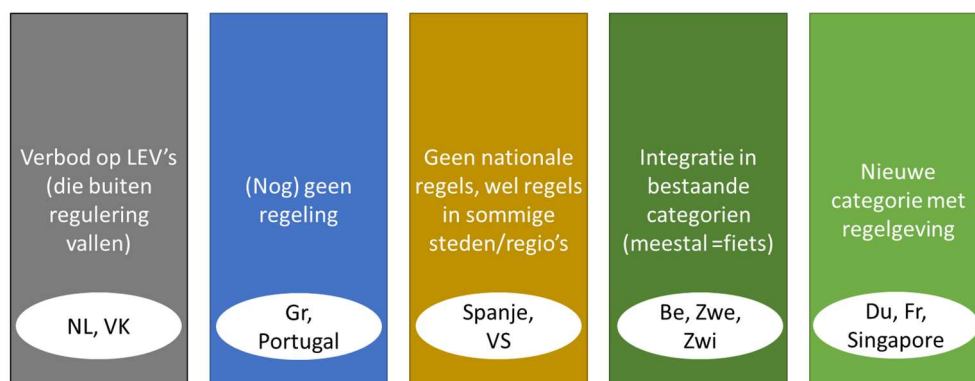 Verbod op LEV's
(die buiten
regulering
vallen)
NL, VK
(Nog) geen
regeling
Gr,
Portugal
Geen nationale
regels, wel regels
in sommige
steden/regio's
Spanje,
VS
Integratie in
bestaande
categorien
(meestal =fiets)
Be, Zwe,
Zwi
Nieuwe
categorie met
regelgeving
Du, Fr,
Singapore